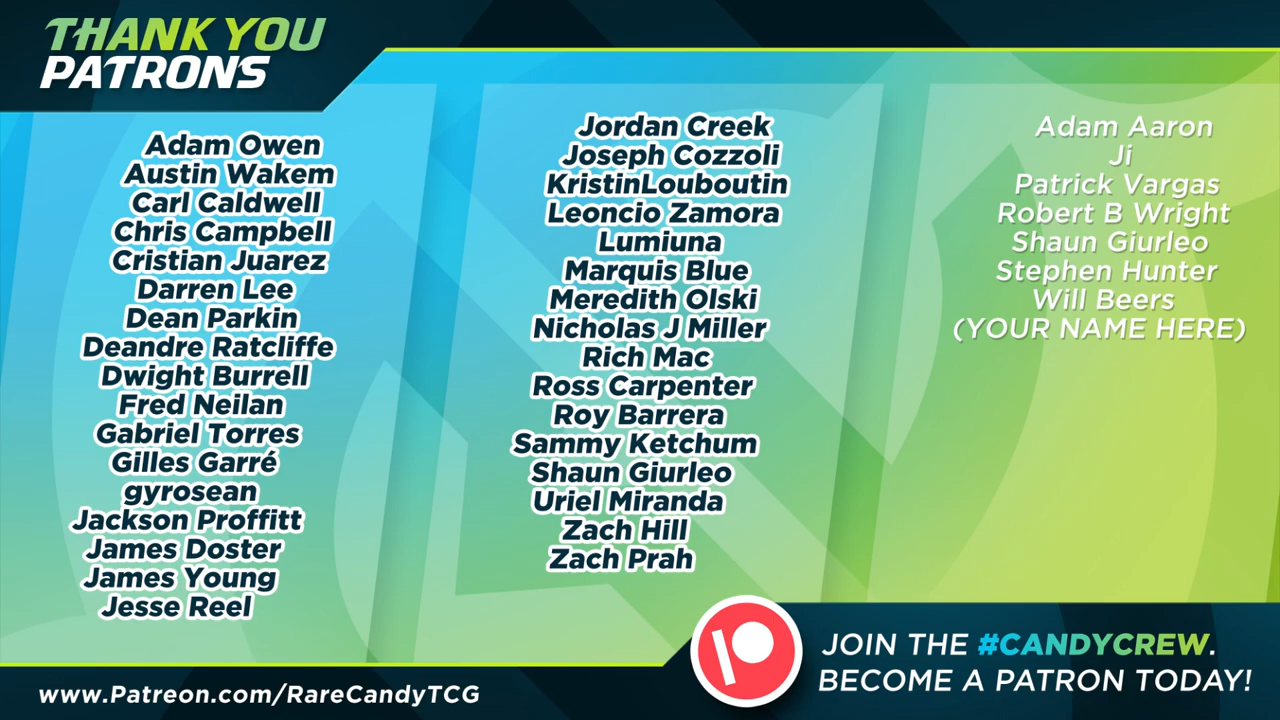 THANK YOU
PATRONS
Adam Owen
Austin Wakem
Carl Caldwell
Chris Campbell
Cristian Juarez
Darren Lee
Dean Parkin
Deandre Ratcliffe
Dwight Burrell
Fred Neilan
Gabriel Torres
Gilles Garré
gyrosean
Jackson Proffitt
James Doster
James Young
Jesse Reel
Jordan Creek
Joseph Cozzoli
KristinLouboutin
Leoncio Zamora
Lumiuna
Marquis Blue
Meredith Olski
Nicholas J Miller
Rich Mac
Ross Carpenter
Roy Barrera
Sammy Ketchum
Shaun Giurleo
Uriel Miranda
Zach Hill
Zach Prah
Adam Aaron
Ji
Patrick Vargas
Robert B Wright
Shaun Giurleo
Stephen Hunter
Will Beers
(YOUR NAME HERE)
www.Patreon.com/RareCandyTCG
JOIN THE #CANDYCREW.
BECOME A PATRON TODAY!